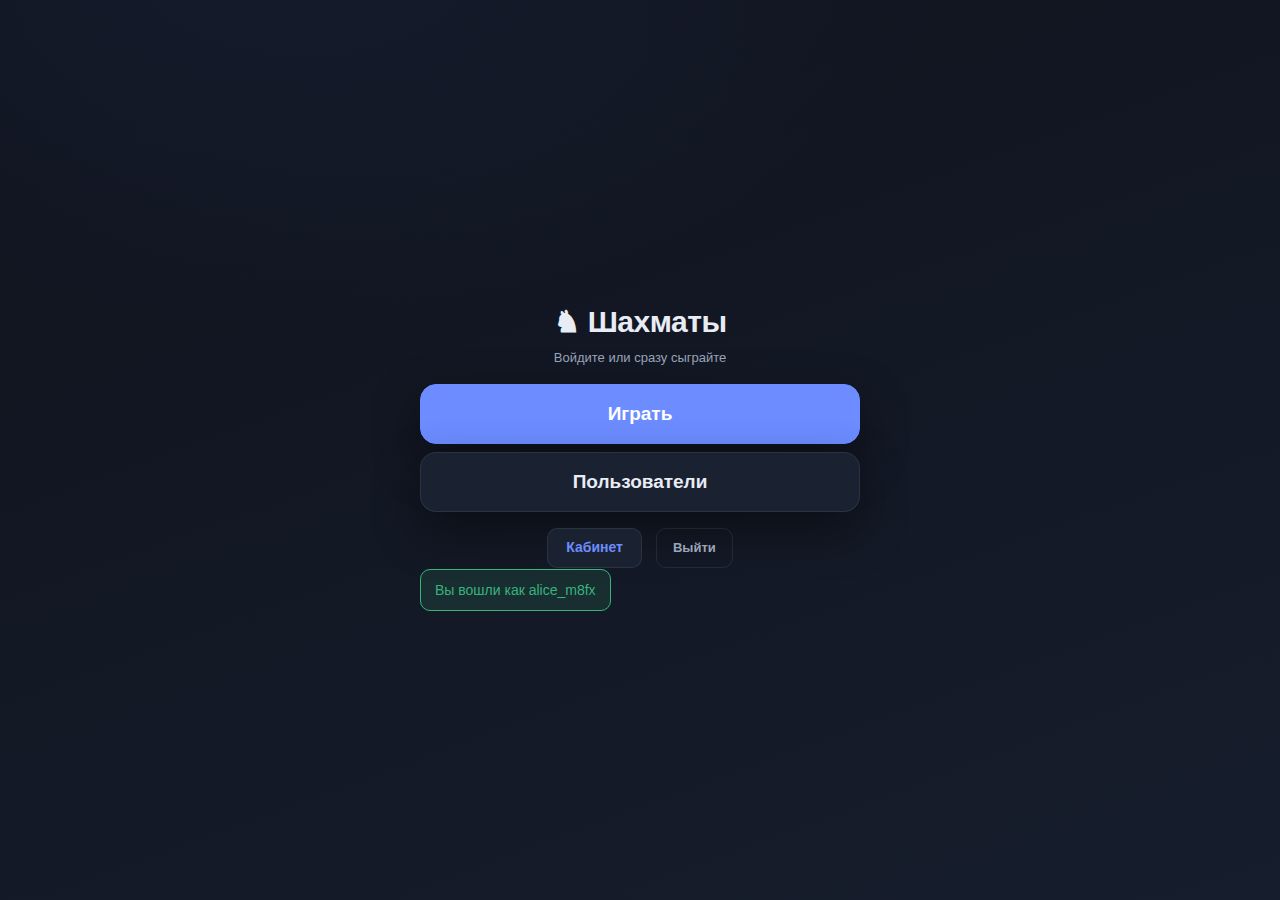 ♞ Шахматы
Войдите или сразу сыграйте
Играть
Пользователи
Кабинет
Выйти
Вы вошли как alice_m8fx